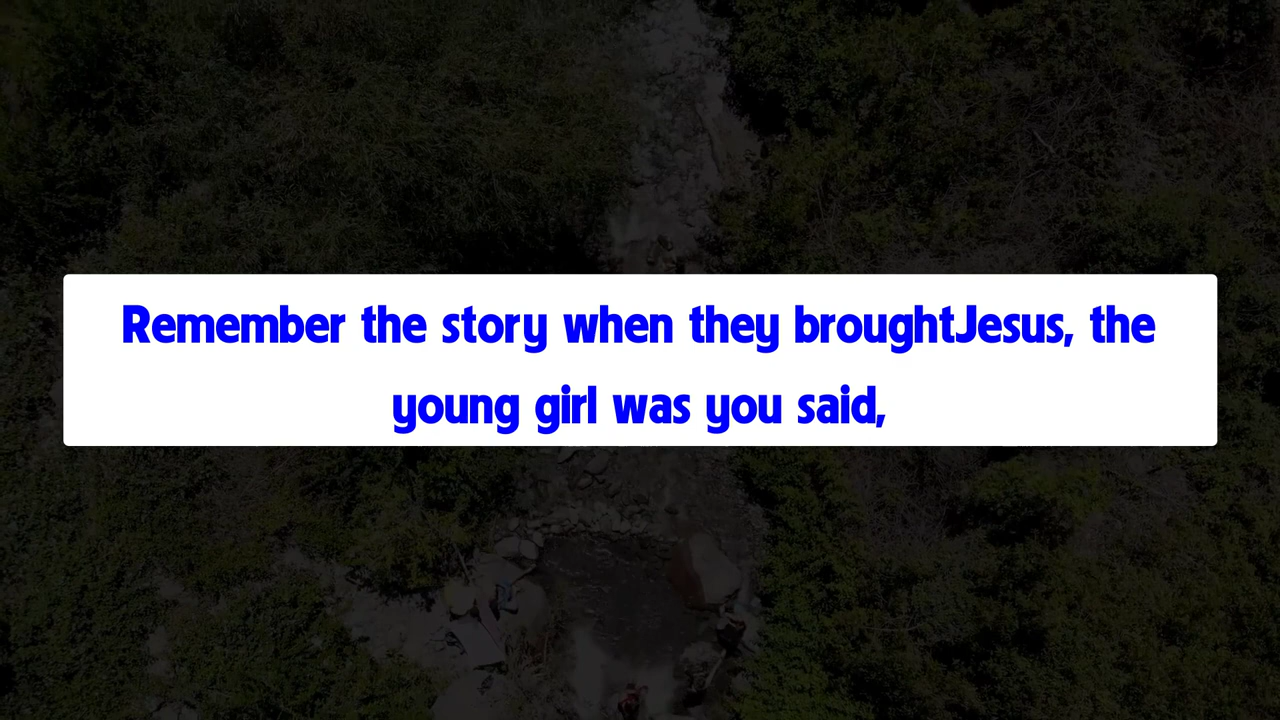 Remember the story when they broughtJesus, the
young girl was you said,